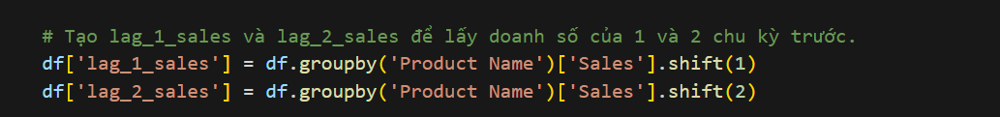 # Tạo lag_1_sales và lag_2_sales để lấy doanh số của 1 và 2 chu kỳ trước.
df['lag_1_sales'] = df.groupby('Product Name')['Sales'].shift(1)
df['lag_2_sales'] = df.groupby('Product Name')['Sales'].shift(2)